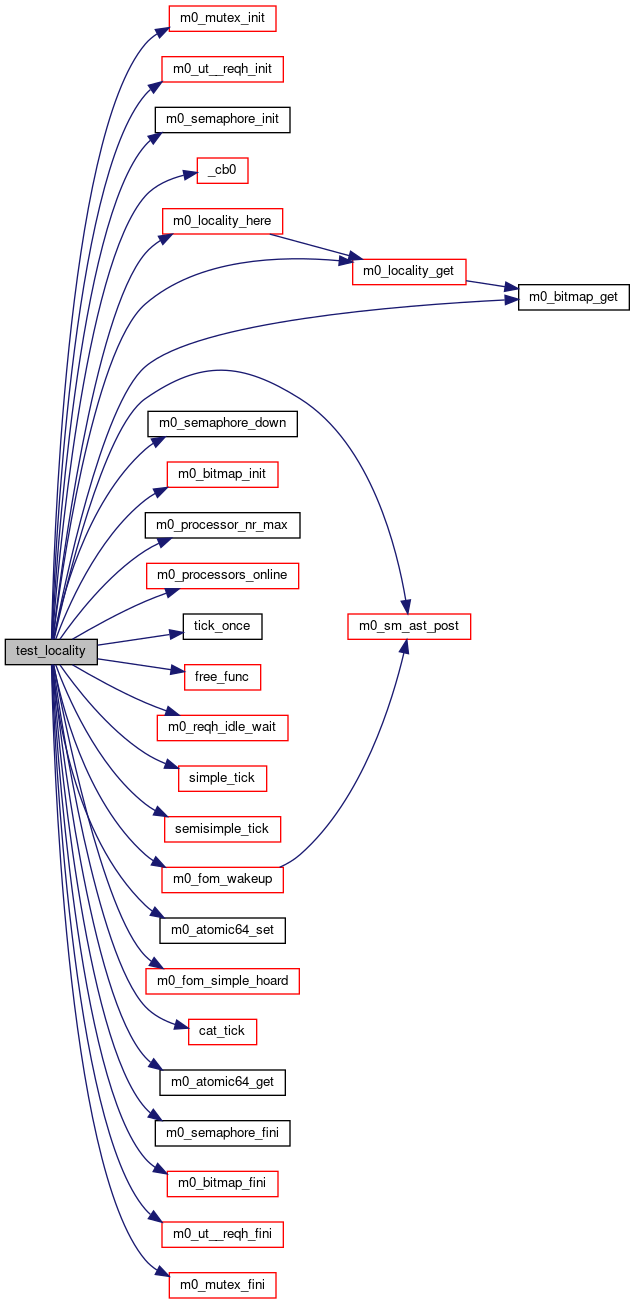 m0_mutex_init
m0_ut__reqh_init
m0_semaphore_init
_cb0
m0_locality_here
m0_locality_get
m0_bitmap_get
m0_semaphore_down
m0_bitmap_init
m0_processor_nr_max
m0_processors_online
tick_once
m0_sm_ast_post
test_locality
free_func
m0_reqh_idle_wait
simple_tick
semisimple_tick
m0_fom_wakeup
m0_atomic64_set
m0_fom_simple_hoard
cat_tick
m0_atomic64_get
m0_semaphore_fini
m0_bitmap_fini
m0_ut__reqh_fini
m0_mutex_fini